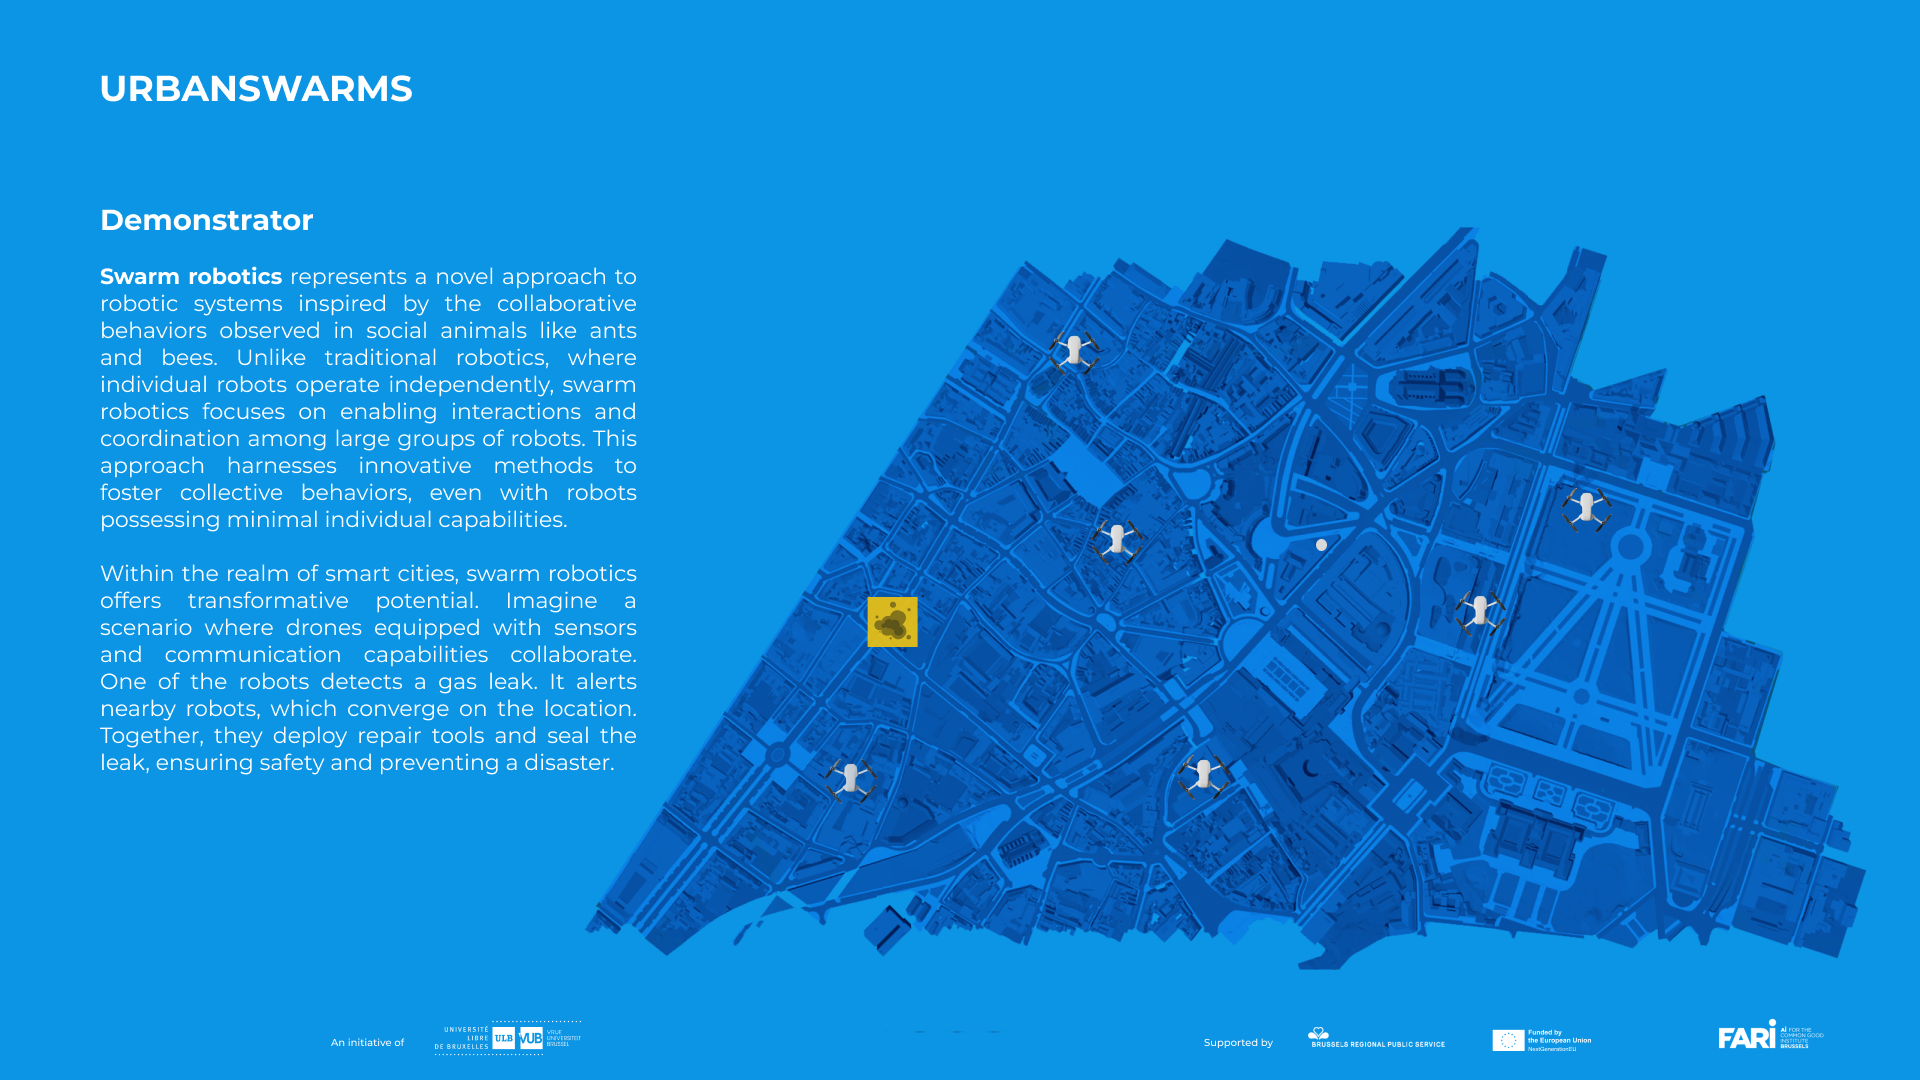 URBANSWARMS
Demonstrator
Swarm robotics represents a novel approach to
robotic systems inspired by the collaborative
behaviors observed in social animals like ants
and bees. Unlike traditional robotics, where
individual robots operate independently, swarm
robotics focuses on enabling interactions and
coordination among large groups of robots. This
approach harnesses innovative methods to
foster collective behaviors, even with robots
possessing minimal individual capabilities.
Within the realm of smart cities, swarm robotics
offers transformative potential. Imagine a
scenario where drones equipped with sensors
and communication capabilities collaborate.
One of the robots detects a gas leak. It alerts
nearby robots, which converge on the location.
Together, they deploy repair tools and seal the
leak, ensuring safety and preventing a disaster.
An initiative of
UNIVERSITÉ
LIBRE
DE BRUXELLES
ULB
VUB
VRIJE
UNIVERSITEIT
BRUSSEL
Supported by
BRUSSELS REGIONAL PUBLIC SERVICE
Funded by
the European Union
NextGenerationEU
FARI
AI FOR THE
COMMON GOOD
INSTITUTE
BRUSSELS